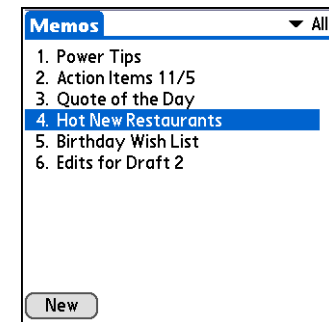 Memos
All
1. Power Tips
2. Action Items 11/5
3. Quote of the Day
4. Hot New Restaurants
5. Birthday Wish List
6. Edits for Draft 2
New